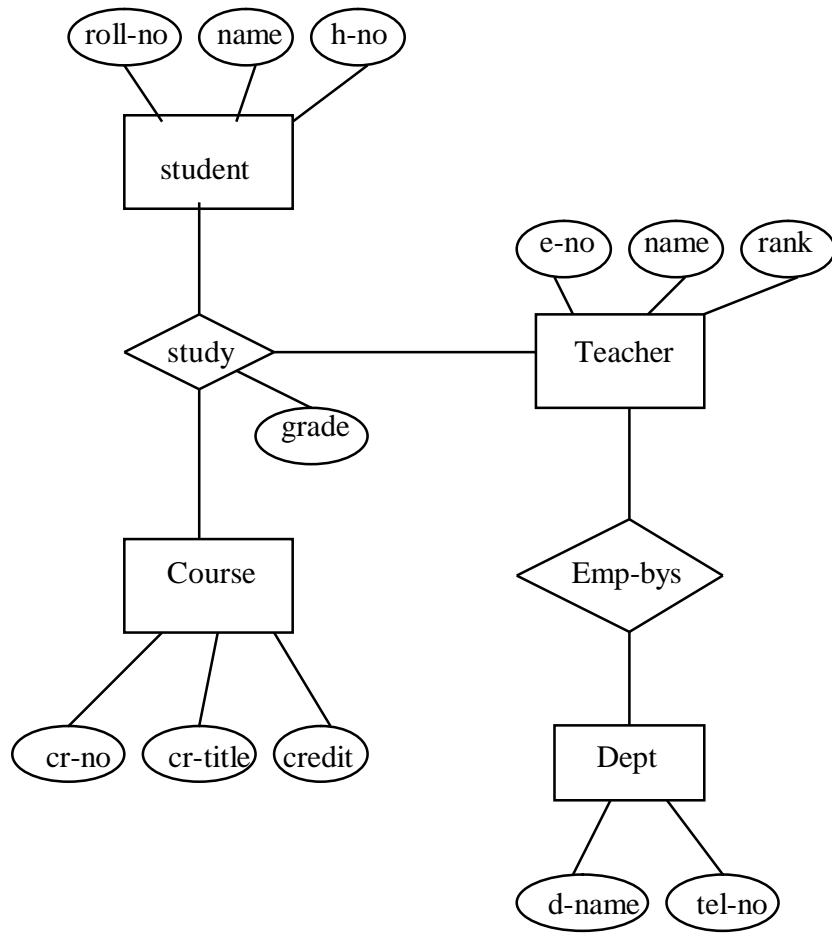 roll-no name h-no
student
e-no name rank
study Teacher
grade
Course Emp-bys
cr-no cr-title credit Dept
d-name tel-no